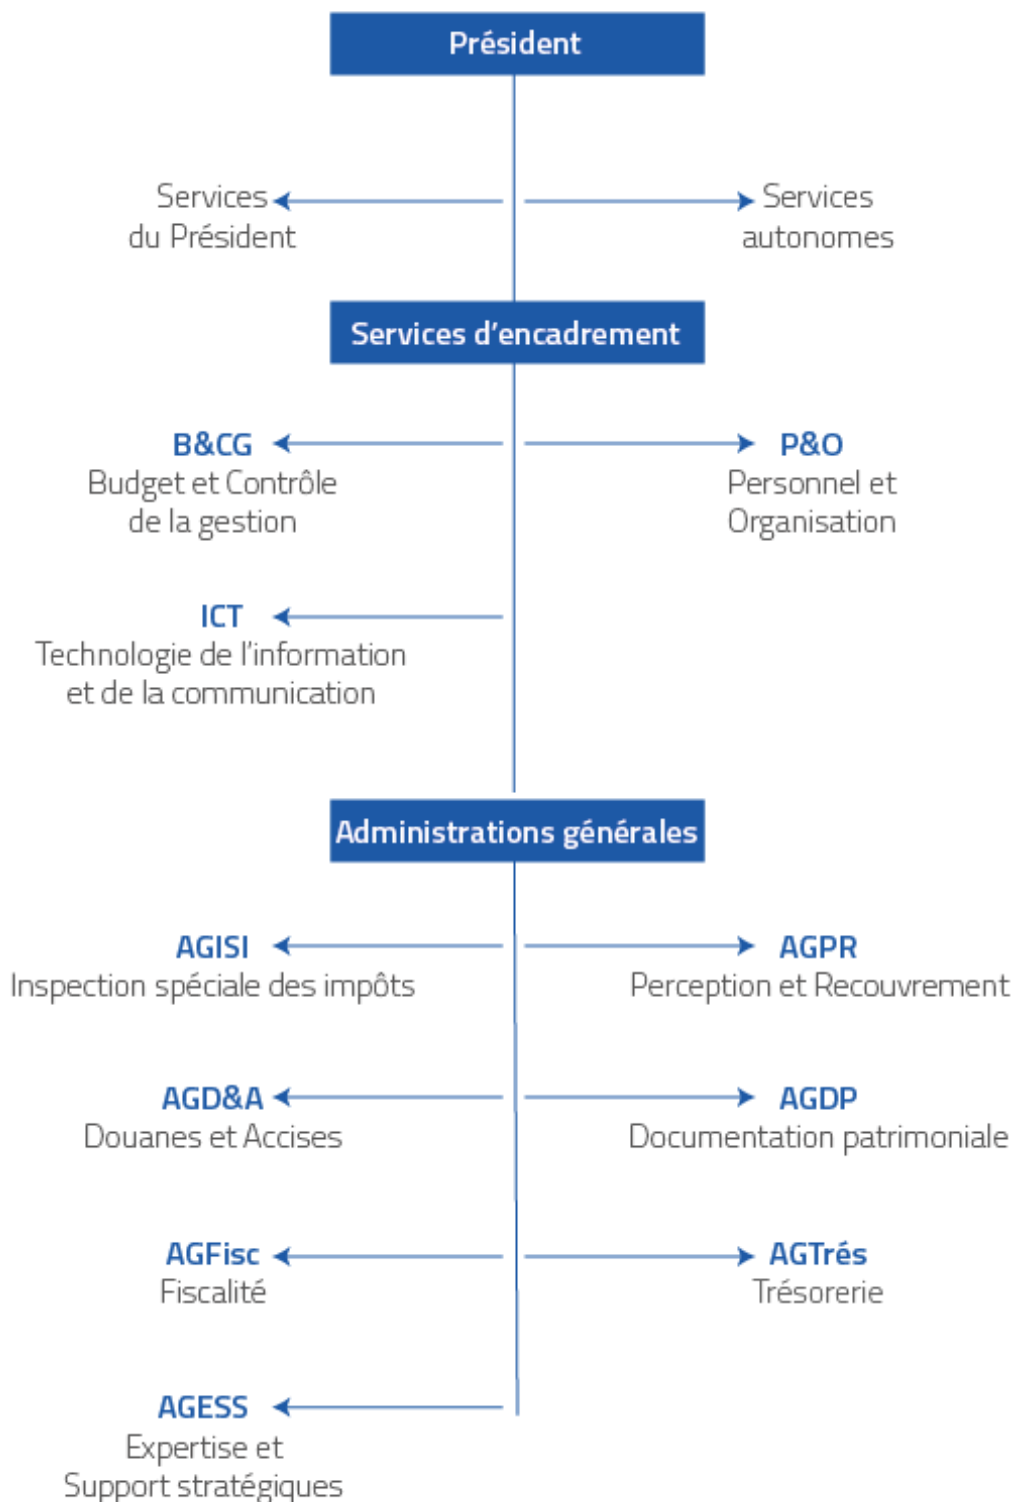 Président
Services
du Président
Services
autonomes
Services d'encadrement
B&CG
Budget et Contrôle
de la gestion
P&O
Personnel et
Organisation
ICT
Technologie de l'information
et de la communication
Administrations générales
AGISI
Inspection spéciale des impôts
AGPR
Perception et Recouvrement
AGD&A
Douanes et Accises
AGDP
Documentation patrimoniale
AGFisc
Fiscalité
AGTrés
Trésorerie
AGESS
Expertise et
Support stratégiques